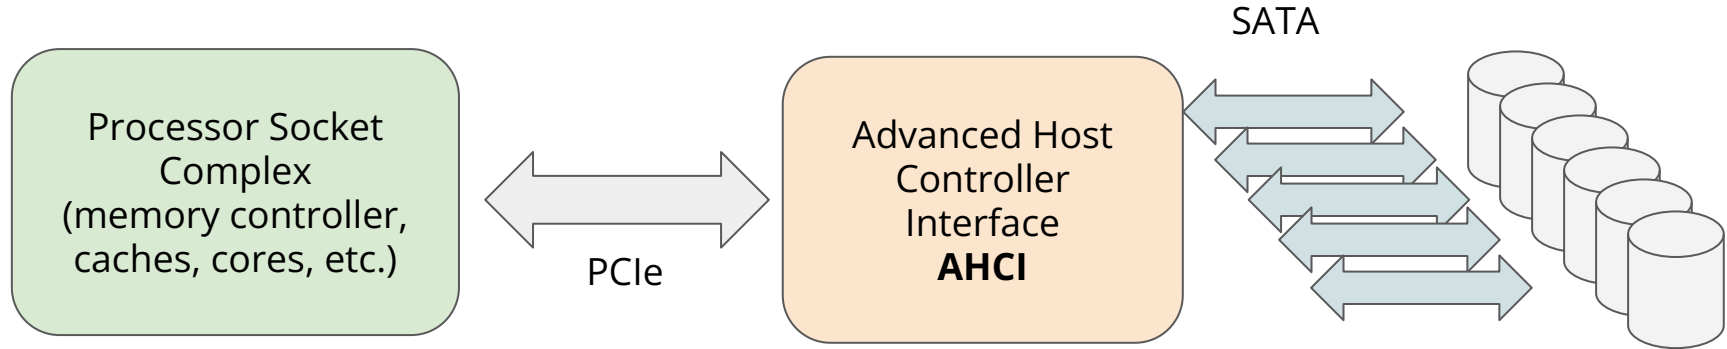 Processor Socket
Complex
(memory controller,
caches, cores, etc.)
PCIe
Advanced Host
Controller
Interface
AHCI
SATA